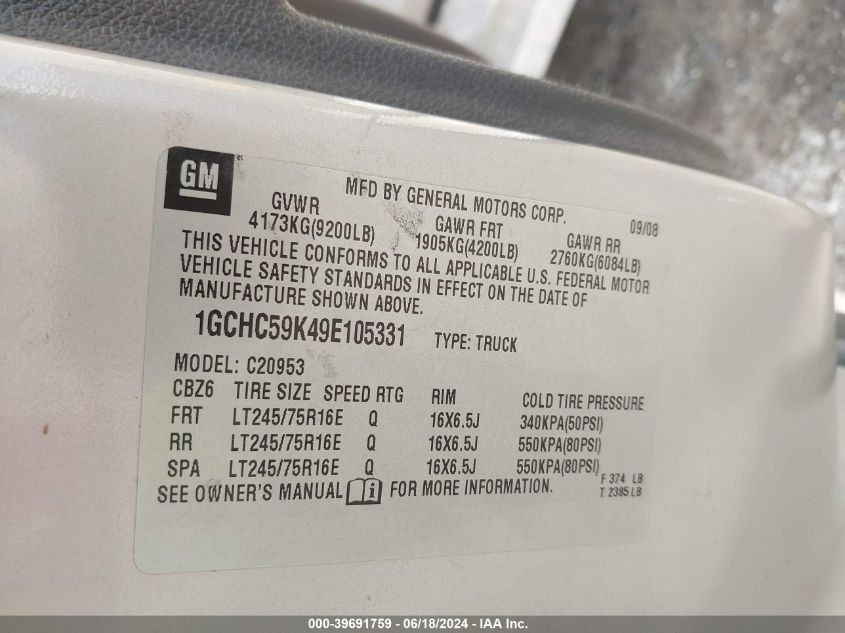 GM
MFD BY GENERAL MOTORS CORP. 09/08
GVWR GAWR FRT GAWR RR
4173KG(9200LB) 1905KG(4200LB) 2760KG(6084LB)
THIS VEHICLE CONFORMS TO ALL APPLICABLE U.S. FEDERAL MOTOR
VEHICLE SAFETY STANDARDS IN EFFECT ON THE DATE OF
MANUFACTURE SHOWN ABOVE.
1GCHC59K49E105331 TYPE: TRUCK
MODEL: C20953
CBZ6 TIRE SIZE SPEED RTG RIM COLD TIRE PRESSURE
FRT LT245/75R16E Q 16X6.5J 340KPA(50PSI)
RR LT245/75R16E Q 16X6.5J 550KPA(80PSI)
SPA LT245/75R16E Q 16X6.5J 550KPA(80PSI)
F 374 LB
SEE OWNER'S MANUAL i FOR MORE INFORMATION. T 2385 LB
000-39691759 - 06/18/2024 - IAA Inc.